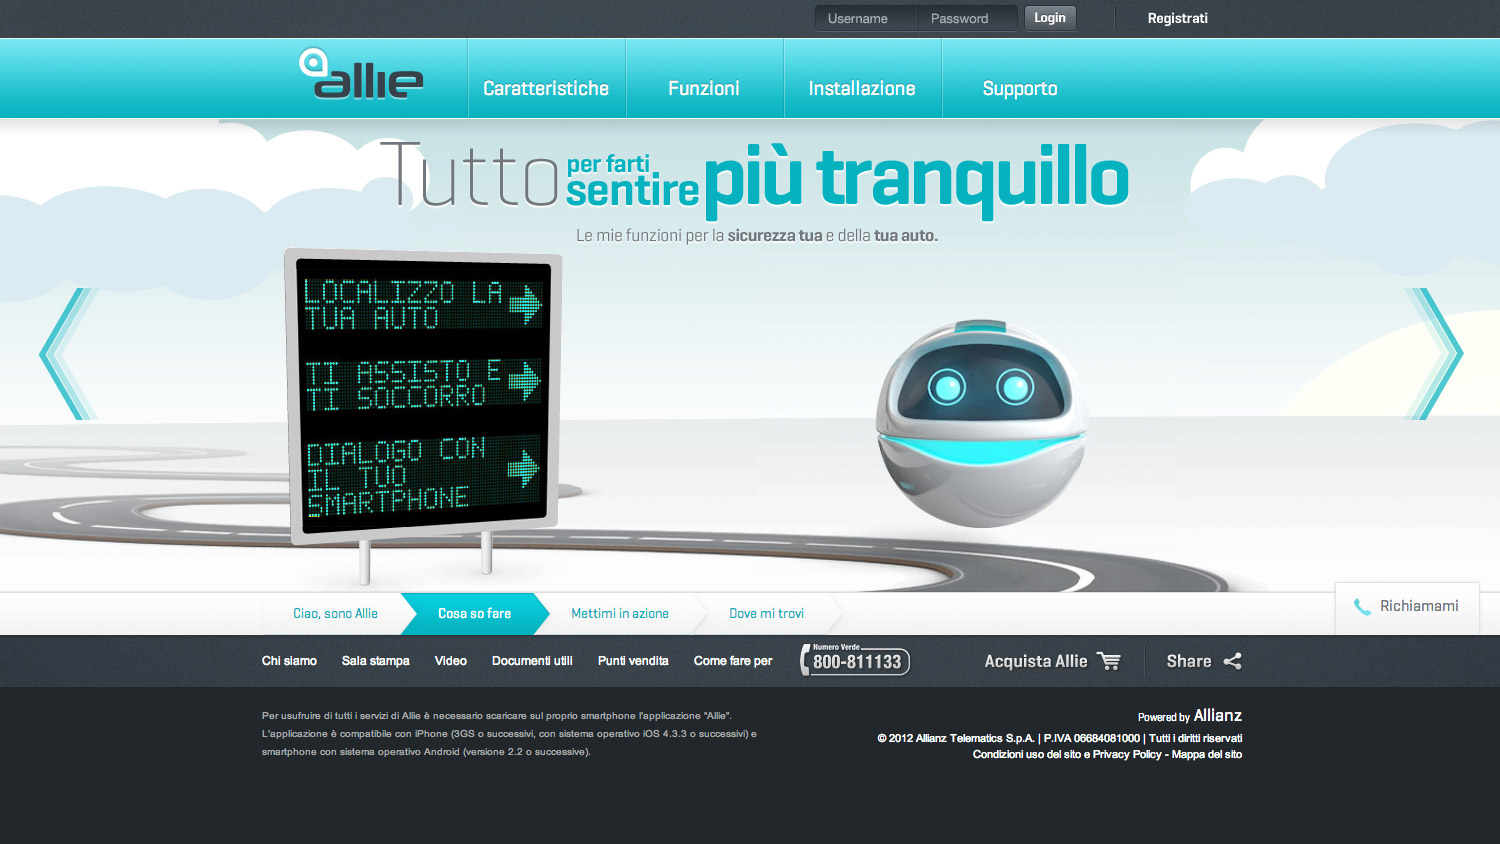 Username Password Login Registrati
allie
Caratteristiche Funzioni Installazione Supporto
Tutto per farti sentire più tranquillo
Le mie funzioni per la sicurezza tua e della tua auto.
LOCALIZZO LA
TUA AUTO
TI ASSISTO E
TI SOCCORRO
DIALOGO CON
IL TUO
SMARTPHONE
Ciao, sono Allie Cosa so fare Mettimi in azione Dove mi trovi
Richiamami
Chi siamo Sala stampa Video Documenti utili Punti vendita Come fare per
Numero Verde
800-811133
Acquista Allie Share
Per usufruire di tutti i servizi di Allie è necessario scaricare sul proprio smartphone l'applicazione "Allie".
L'applicazione è compatibile con iPhone (3GS o successivi, con sistema operativo iOS 4.3.3 o successivi) e
smartphone con sistema operativo Android (versione 2.2 o successive).
Powered by Allianz
© 2012 Allianz Telematics S.p.A. | P.IVA 06684081000 | Tutti i diritti riservati
Condizioni uso del sito e Privacy Policy - Mappa del sito